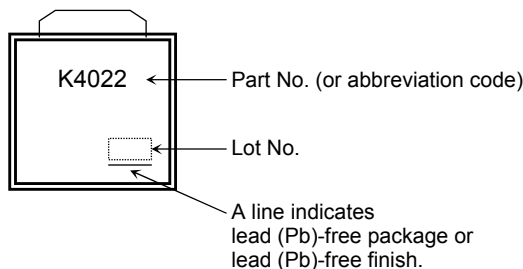 K4022
Part No. (or abbreviation code)
Lot No.
A line indicates
lead (Pb)-free package or
lead (Pb)-free finish.